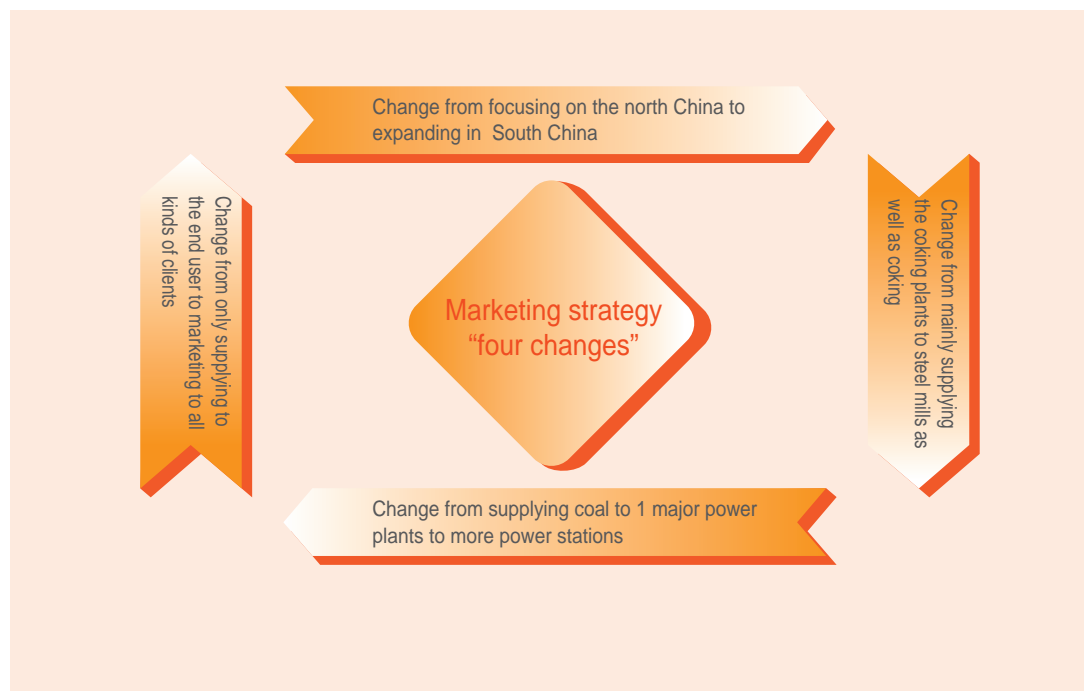 Change from focusing on the north China to
expanding in South China
Change from mainly supplying
the coking plants to steel mills as
well as coking
Marketing strategy
“four changes”
Change from only supplying to
the end user to marketing to all
kinds of clients
Change from supplying coal to 1 major power
plants to more power stations